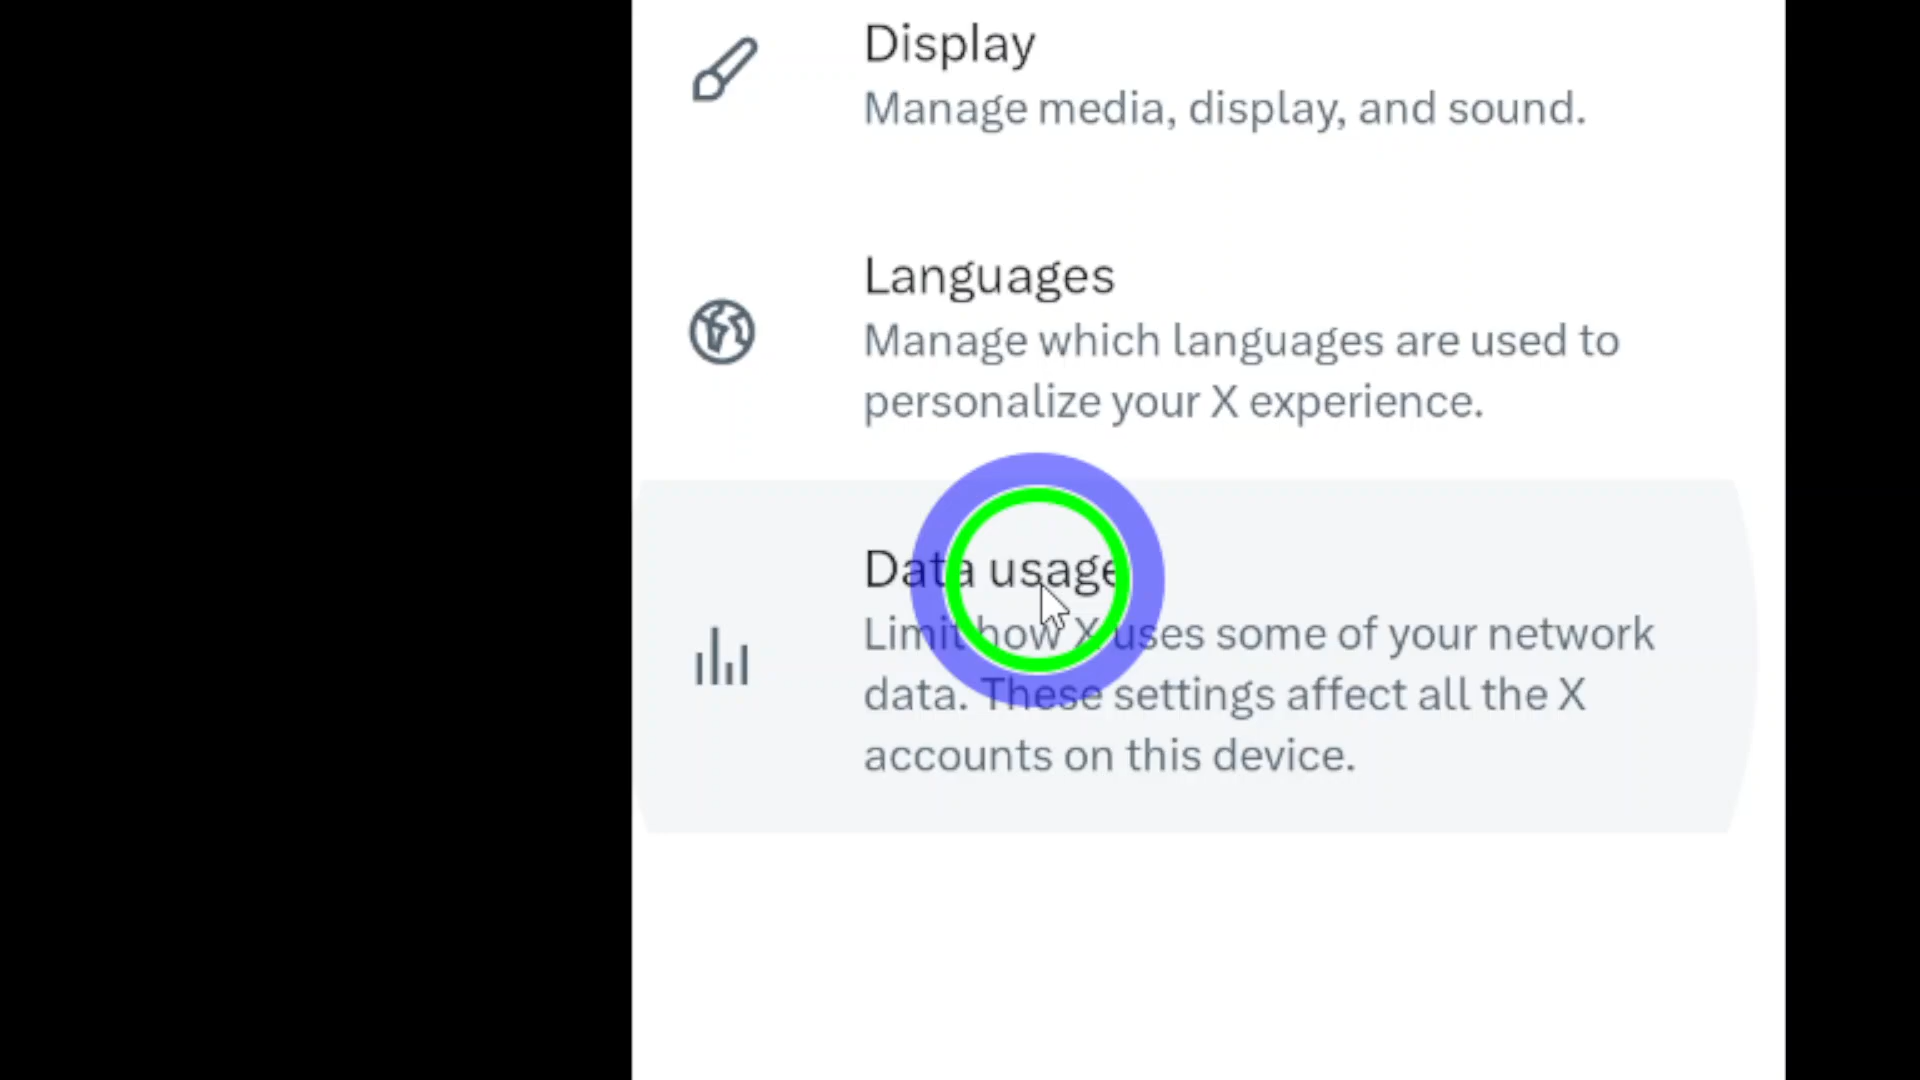 Display
Manage media, display, and sound.
Languages
Manage which languages are used to
personalize your X experience.
Data usage
Limit how X uses some of your network
data. These settings affect all the X
accounts on this device.